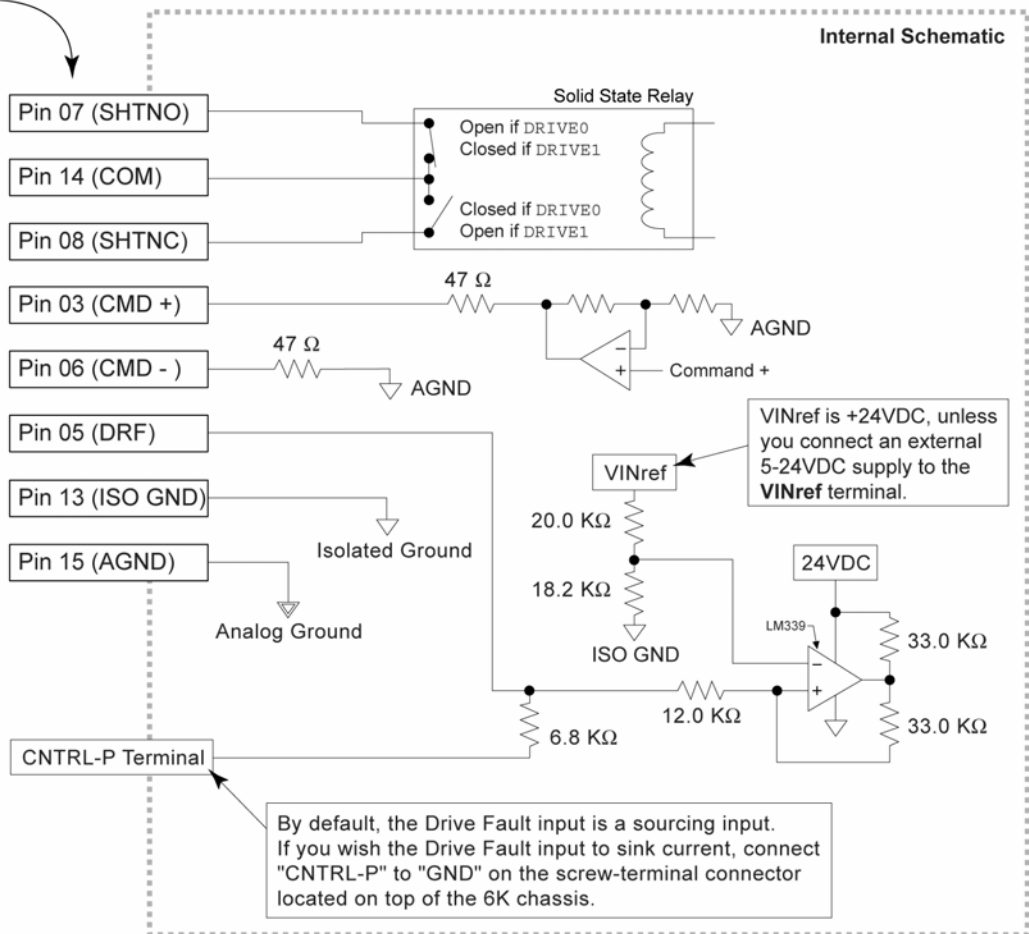 Internal Schematic
Pin 07 (SHTNO)
Pin 14 (COM)
Pin 08 (SHTNC)
Solid State Relay
Open if DRIVE0
Closed if DRIVE1
Closed if DRIVE0
Open if DRIVE1
Pin 03 (CMD +)
47 Ω
AGND
−
+
Command +
Pin 06 (CMD - )
47 Ω
AGND
Pin 05 (DRF)
VINref is +24VDC, unless
you connect an external
5-24VDC supply to the
VINref terminal.
VINref
20.0 KΩ
18.2 KΩ
ISO GND
Pin 13 (ISO GND)
Isolated Ground
Pin 15 (AGND)
Analog Ground
24VDC
LM339
−
+
33.0 KΩ
33.0 KΩ
12.0 KΩ
6.8 KΩ
CNTRL-P Terminal
By default, the Drive Fault input is a sourcing input.
If you wish the Drive Fault input to sink current, connect
"CNTRL-P" to "GND" on the screw-terminal connector
located on top of the 6K chassis.